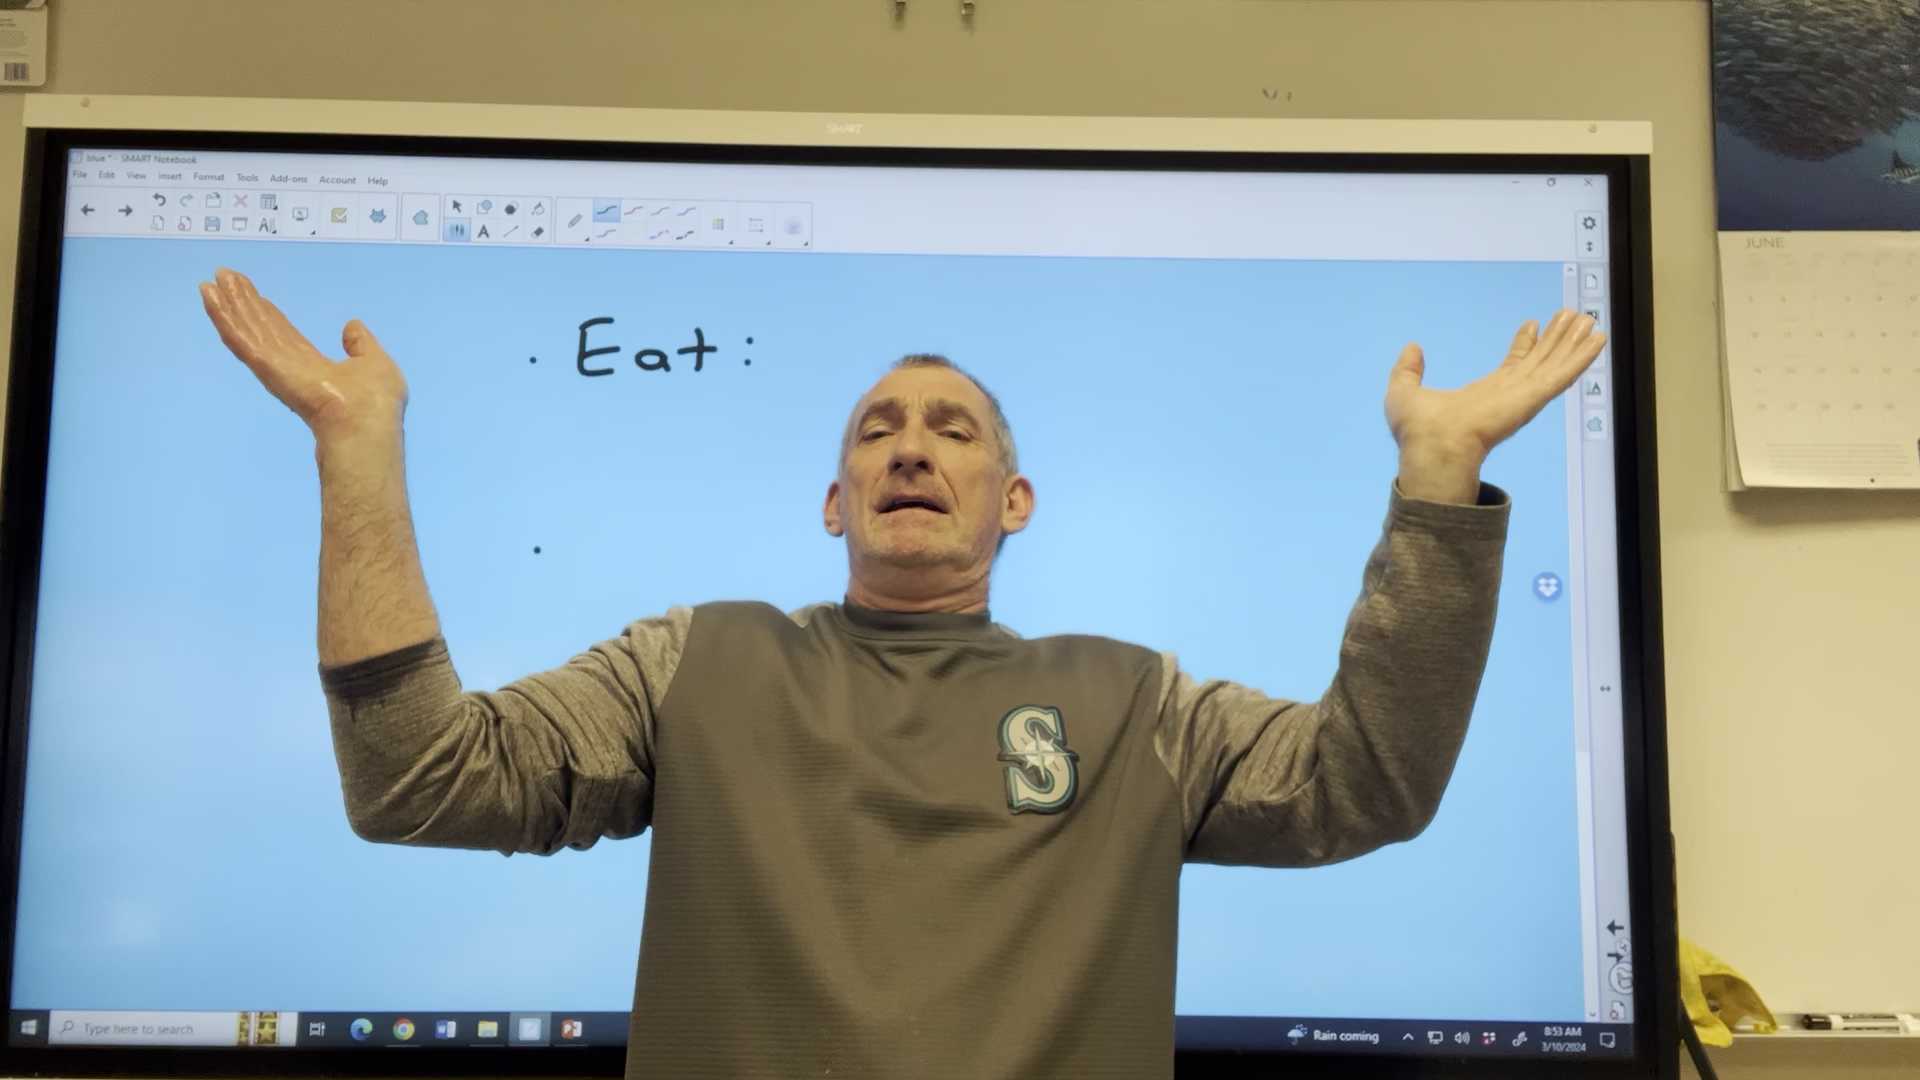 SMART
blue * - SMART Notebook
File Edit View Insert Format Tools Add-ons Account Help
JUNE
· Eat:
·
S
Type here to search
Rain coming
8:53 AM
3/10/2024